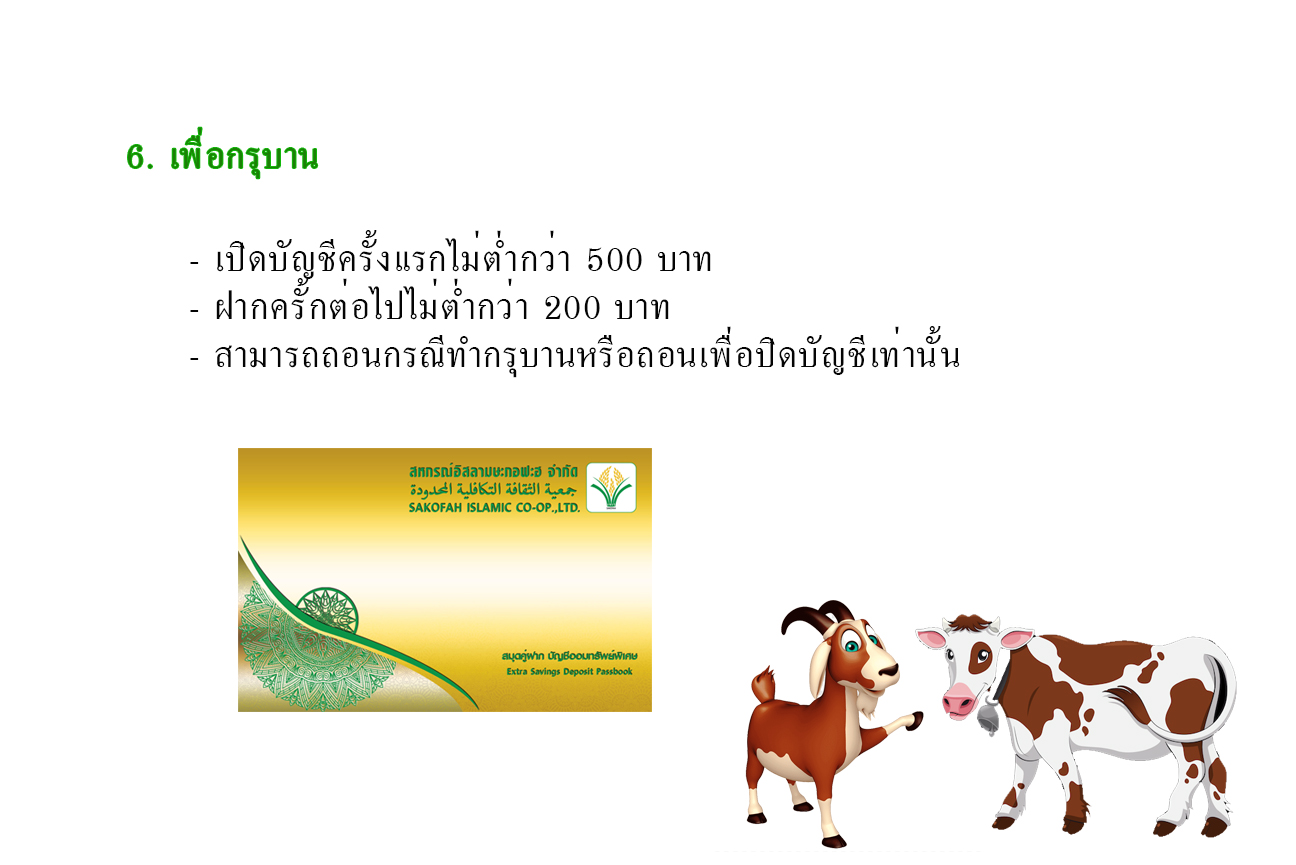 6. เพื่อกรุบาน
- เปิดบัญชีครั้งแรกไม่ต่ำกว่า 500 บาท
- ฝากครั้กต่อไปไม่ต่ำกว่า 200 บาท
- สามารถถอนกรณีทำกรุบานหรือถอนเพื่อปิดบัญชีเท่านั้น
สหกรณ์อิสลามษะกอฟะฮ จำกัด
جمعية الثقافة التكافلية المحدودة
SAKOFAH ISLAMIC CO-OP.,LTD.
สมุดคู่ฝาก บัญชีออมทรัพย์พิเศษ
Extra Savings Deposit Passbook